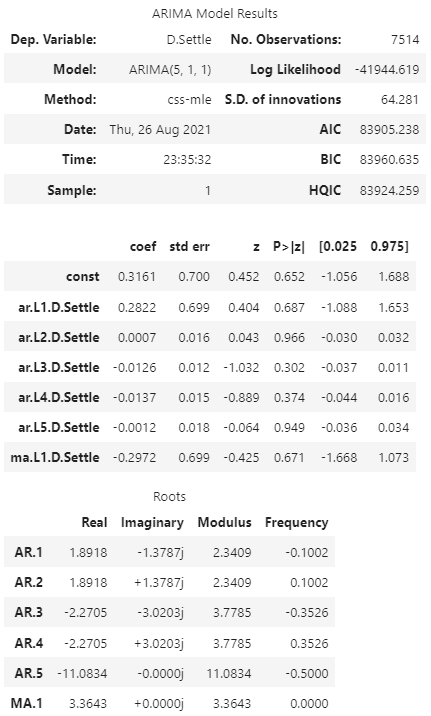 ARIMA Model Results
Dep. Variable: D.Settle No. Observations: 7514
Model: ARIMA(5, 1, 1) Log Likelihood -41944.619
Method: css-mle S.D. of innovations 64.281
Date: Thu, 26 Aug 2021 AIC 83905.238
Time: 23:35:32 BIC 83960.635
Sample: 1 HQIC 83924.259
coef std err z P>|z| [0.025 0.975]
const 0.3161 0.700 0.452 0.652 -1.056 1.688
ar.L1.D.Settle 0.2822 0.699 0.404 0.687 -1.088 1.653
ar.L2.D.Settle 0.0007 0.016 0.043 0.966 -0.030 0.032
ar.L3.D.Settle -0.0126 0.012 -1.032 0.302 -0.037 0.011
ar.L4.D.Settle -0.0137 0.015 -0.889 0.374 -0.044 0.016
ar.L5.D.Settle -0.0012 0.018 -0.064 0.949 -0.036 0.034
ma.L1.D.Settle -0.2972 0.699 -0.425 0.671 -1.668 1.073
Roots
Real Imaginary Modulus Frequency
AR.1 1.8918 -1.3787j 2.3409 -0.1002
AR.2 1.8918 +1.3787j 2.3409 0.1002
AR.3 -2.2705 -3.0203j 3.7785 -0.3526
AR.4 -2.2705 +3.0203j 3.7785 0.3526
AR.5 -11.0834 -0.0000j 11.0834 -0.5000
MA.1 3.3643 +0.0000j 3.3643 0.0000